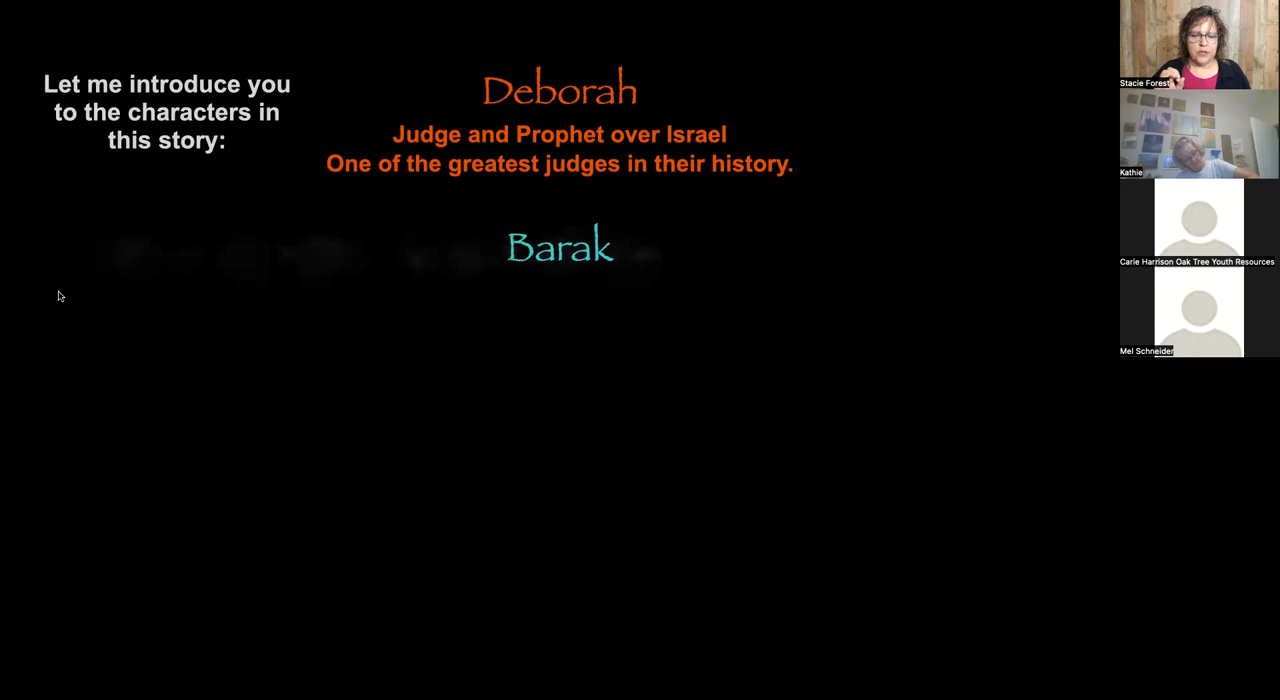 Let me introduce you
to the characters in
this story:
Deborah
Judge and Prophet over Israel
One of the greatest judges in their history.
Barak
Stacie Forest
Kathie
Carie Harrison Oak Tree Youth Resources
Mel Schneider